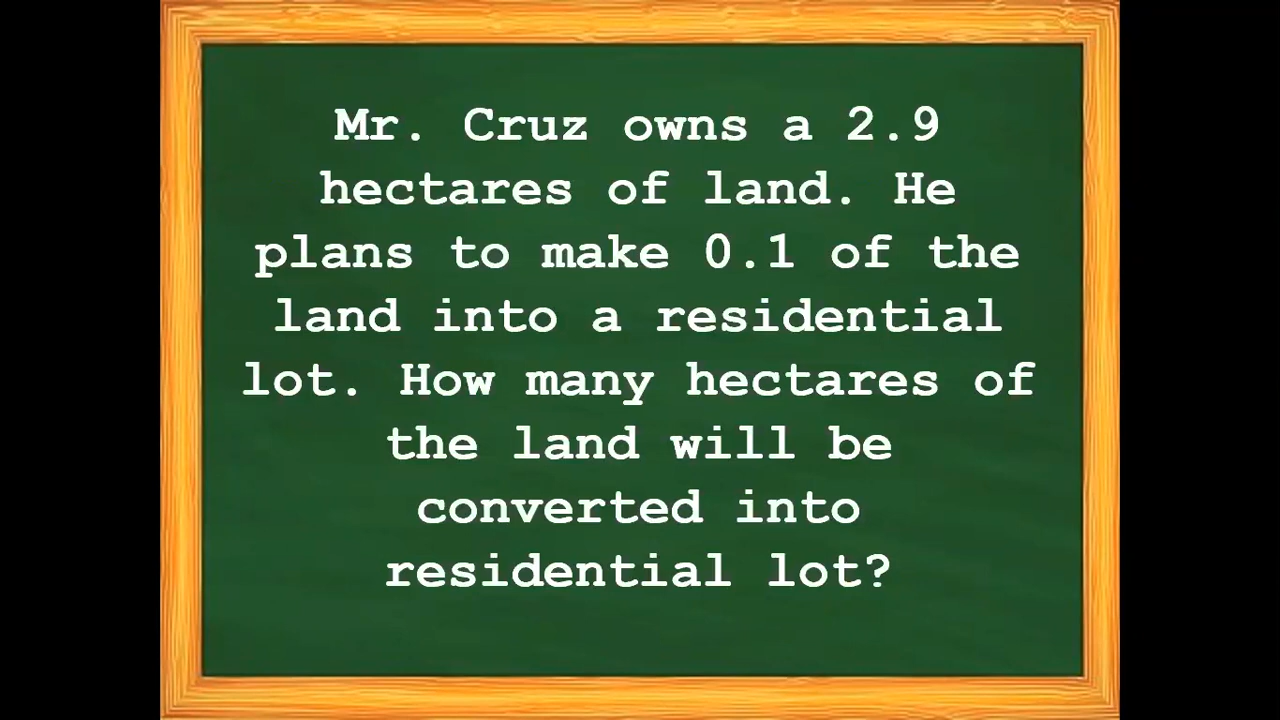 Mr. Cruz owns a 2.9
hectares of land. He
plans to make 0.1 of the
land into a residential
lot. How many hectares of
the land will be
converted into
residential lot?